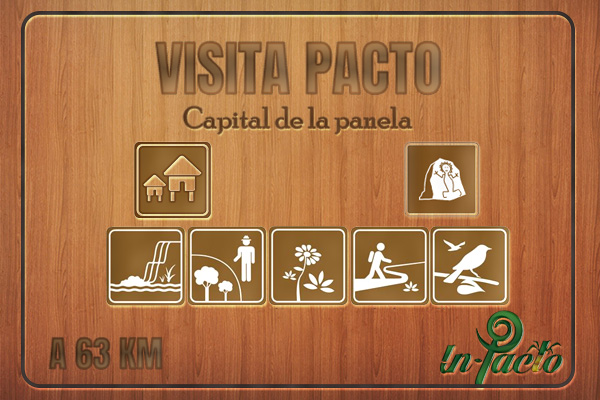 VISITA PACTO
Capital de la panela
A 63 KM
In-Pacto